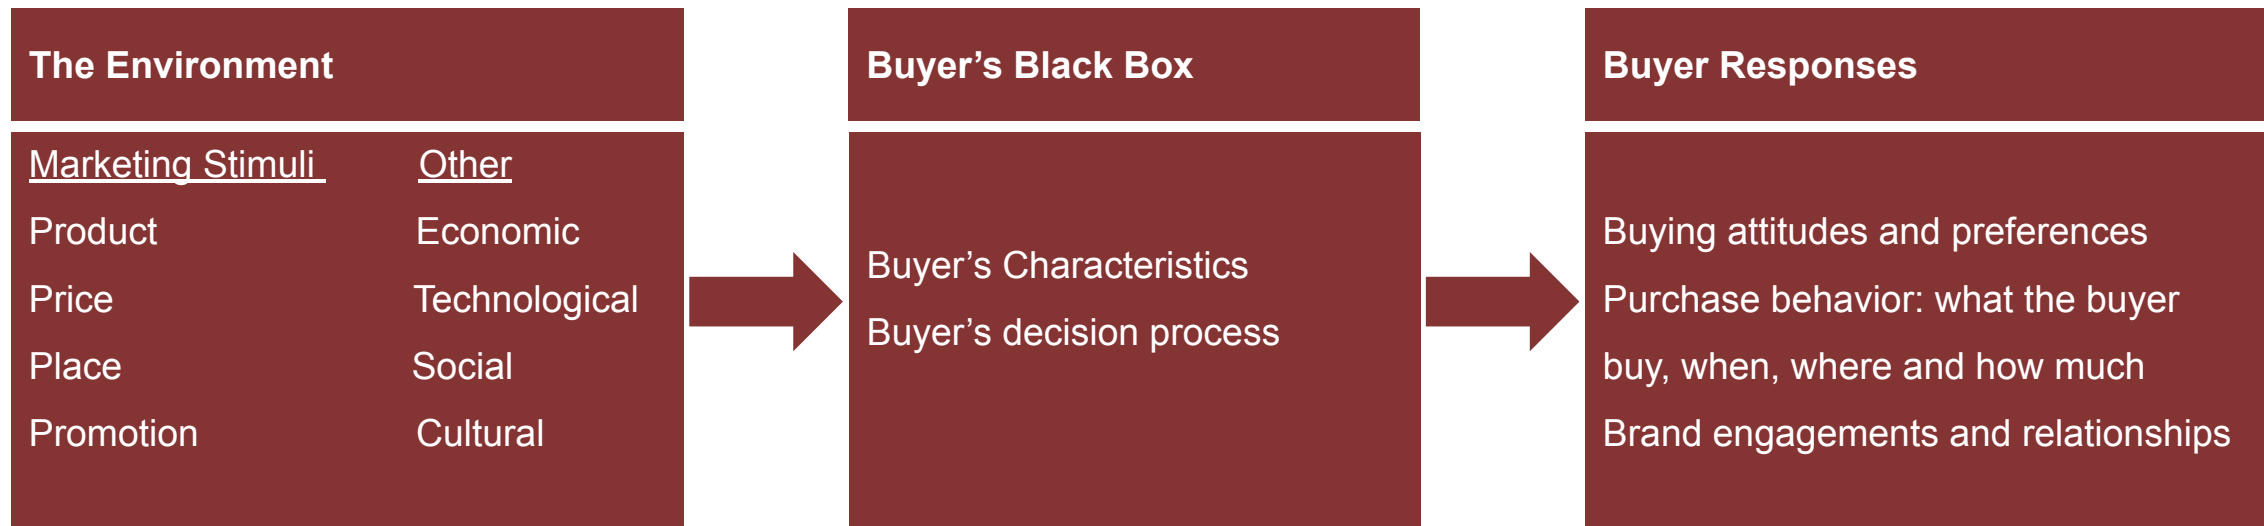 The Environment
Marketing Stimuli Other
Product Economic
Price Technological
Place Social
Promotion Cultural
Buyer’s Black Box
Buyer’s Characteristics
Buyer’s decision process
Buyer Responses
Buying attitudes and preferences
Purchase behavior: what the buyer
buy, when, where and how much
Brand engagements and relationships